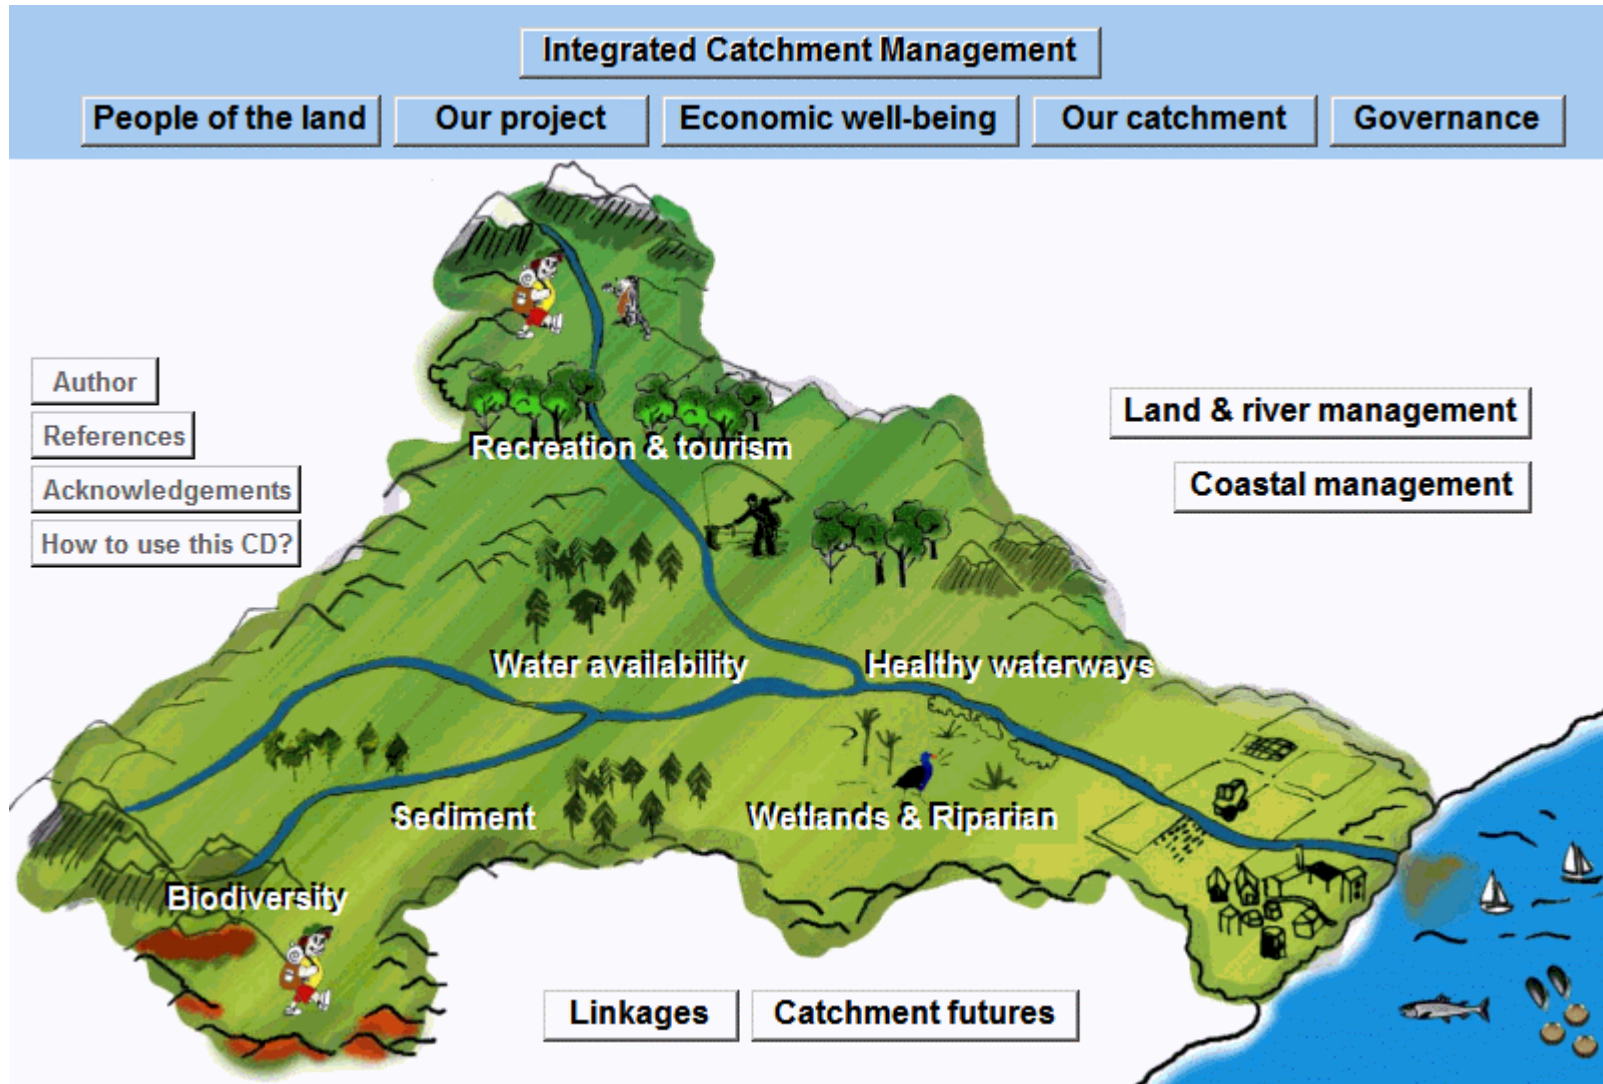 Integrated Catchment Management
People of the land
Our project
Economic well-being
Our catchment
Governance
Author
References
Acknowledgements
How to use this CD?
Recreation & tourism
Land & river management
Coastal management
Water availability
Healthy waterways
Sediment
Wetlands & Riparian
Biodiversity
Linkages
Catchment futures